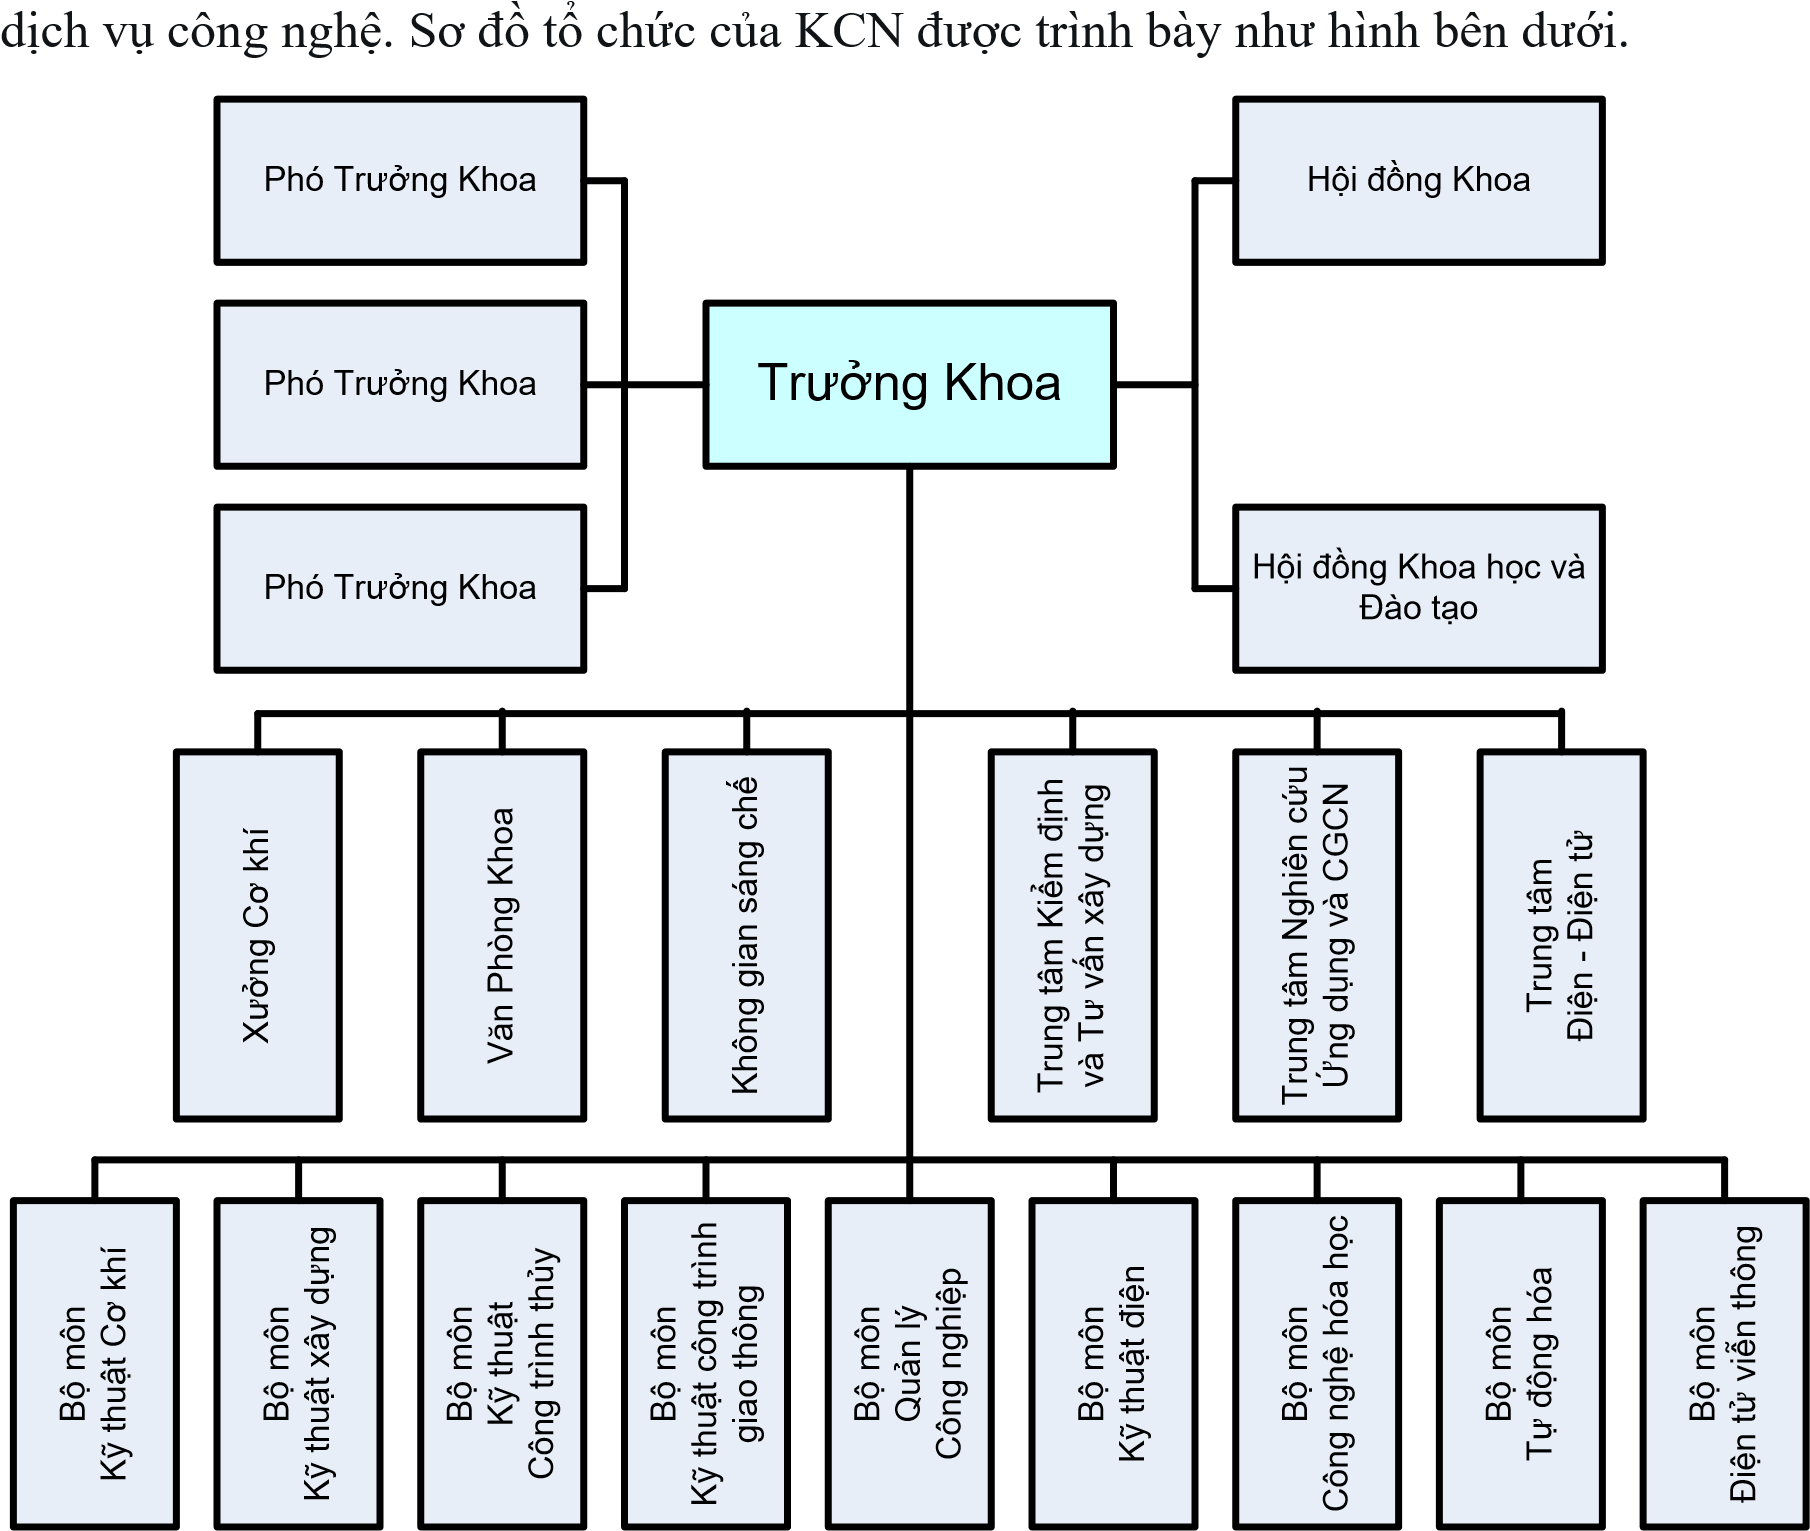 dịch vụ công nghệ. Sơ đồ tổ chức của KCN được trình bày như hình bên dưới.
Phó Trưởng Khoa
Hội đồng Khoa
Phó Trưởng Khoa
Trưởng Khoa
Phó Trưởng Khoa
Hội đồng Khoa học và
Đào tạo
Xưởng Cơ khí
Văn Phòng Khoa
Không gian sáng chế
Trung tâm Kiểm định
và Tư vấn xây dựng
Trung tâm Nghiên cứu
Ứng dụng và CGCN
Trung tâm
Điện - Điện tử
Bộ môn
Kỹ thuật Cơ khí
Bộ môn
Kỹ thuật xây dựng
Bộ môn
Kỹ thuật
Công trình thủy
Bộ môn
Kỹ thuật công trình
giao thông
Bộ môn
Quản lý
Công nghiệp
Bộ môn
Kỹ thuật điện
Bộ môn
Công nghệ hóa học
Bộ môn
Tự động hóa
Bộ môn
Điện tử viễn thông